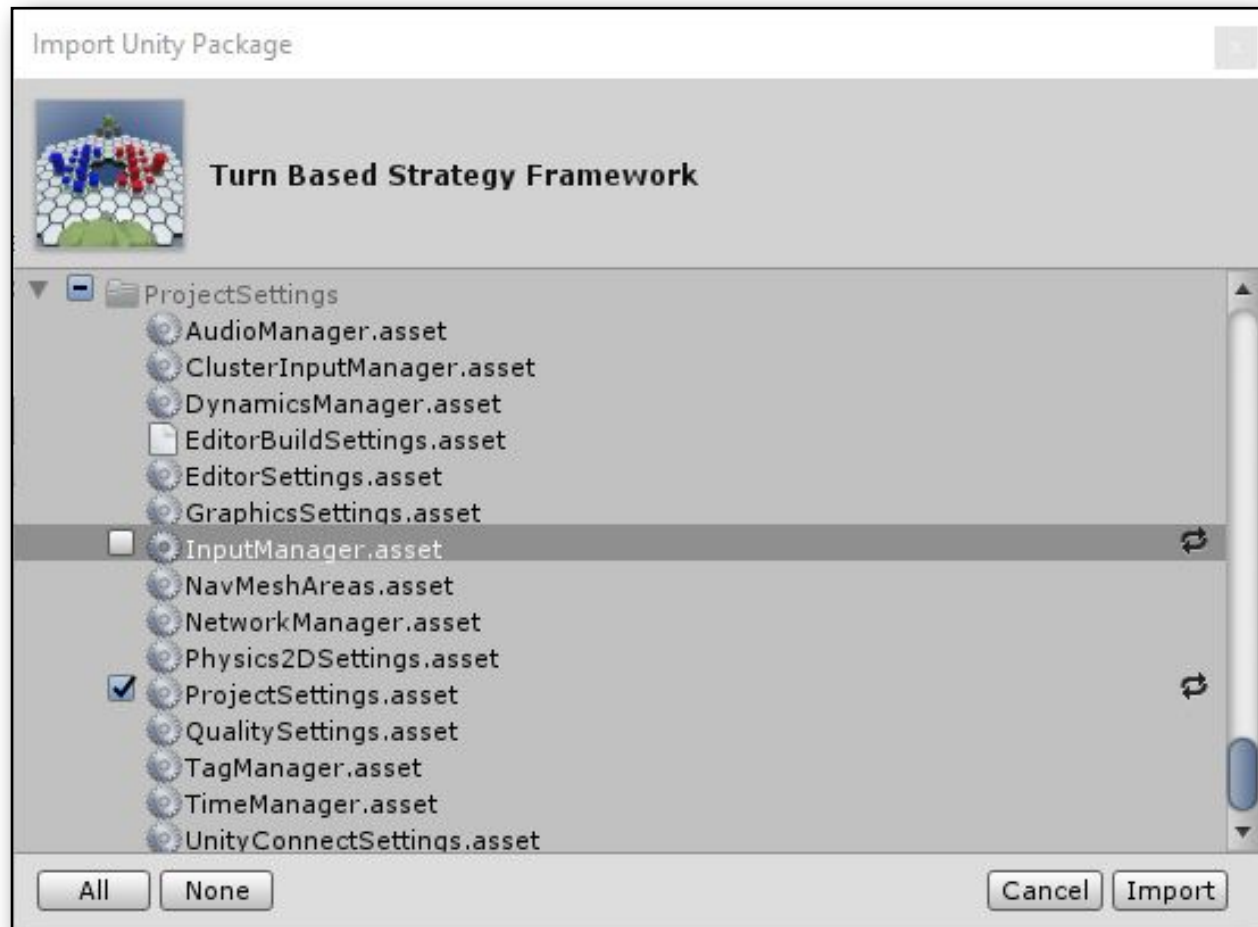 Import Unity Package
Turn Based Strategy Framework
ProjectSettings
AudioManager.asset
ClusterInputManager.asset
DynamicsManager.asset
EditorBuildSettings.asset
EditorSettings.asset
GraphicsSettings.asset
InputManager.asset
NavMeshAreas.asset
NetworkManager.asset
Physics2DSettings.asset
ProjectSettings.asset
QualitySettings.asset
TagManager.asset
TimeManager.asset
UnityConnectSettings.asset
All None Cancel Import